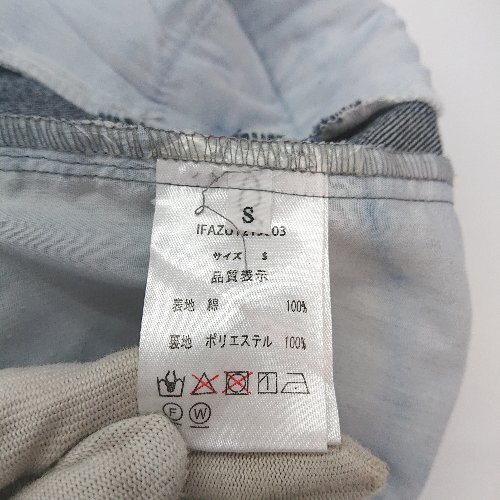 S
サイズ S
品質表示
表地 綿 100%
裏地 ポリエステル 100%
F W